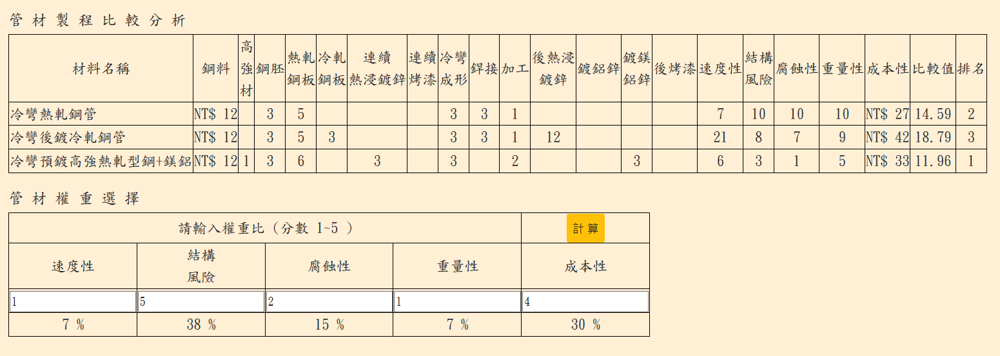 管 材 製 程 比 較 分 析
材料名稱 鋼料 高強材 鋼胚 熱軋鋼板 冷軋鋼板 連續熱浸鍍鋅 連續烤漆 冷彎成形 銲接 加工 後熱浸鍍鋅 鍍鋁鋅 鍍鎂鋁鋅 後烤漆 速度性 結構風險 腐蝕性 重量性 成本性 比較值 排名
冷彎熱軋鋼管 NT$ 12 3 5 3 3 1 7 10 10 10 NT$ 27 14.59 2
冷彎後鍍冷軋鋼管 NT$ 12 3 5 3 3 3 1 12 21 8 7 9 NT$ 42 18.79 3
冷彎預鍍高強熱軋型鋼+鎂鋁 NT$ 12 1 3 6 3 3 2 3 6 3 1 5 NT$ 33 11.96 1
管 材 權 重 選 擇
請輸入權重比 (分數 1~5 ) 計 算
速度性 結構風險 腐蝕性 重量性 成本性
1 5 2 1 4
7 % 38 % 15 % 7 % 30 %